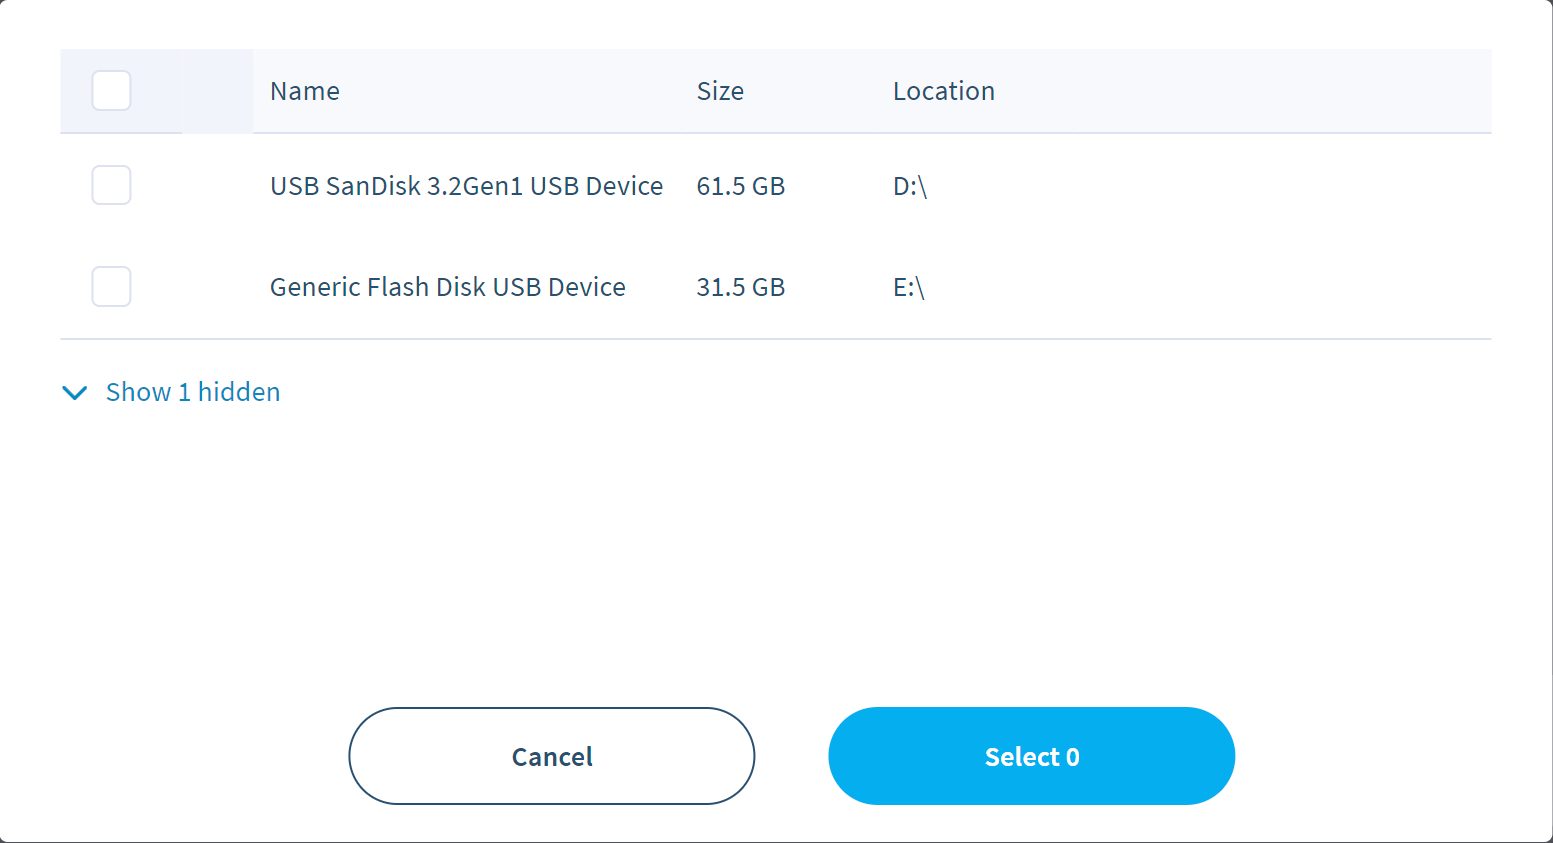 Name Size Location
USB SanDisk 3.2Gen1 USB Device 61.5 GB D:\
Generic Flash Disk USB Device 31.5 GB E:\
Show 1 hidden
Cancel Select 0